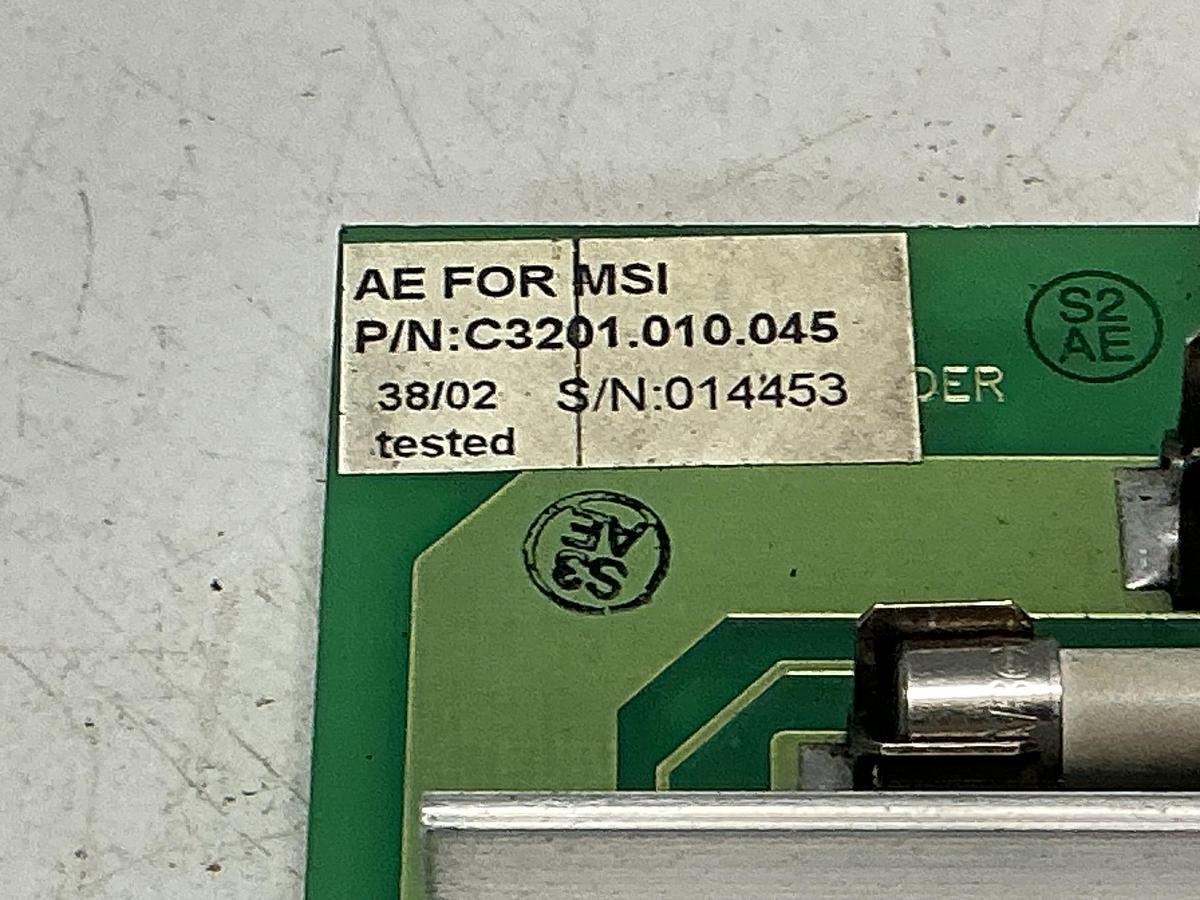 AE FOR MSI
P/N:C3201.010.045
38/02 S/N:014453
tested
DER
S2
AE
S3
AE